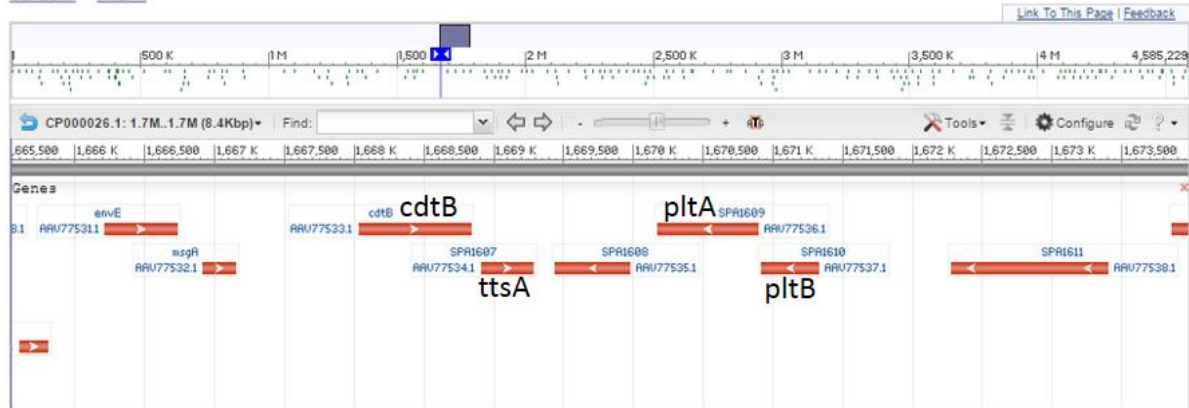 Link To This Page | Feedback
500 K 1M 1,500 2 M 2,500 K 3 M 3,500 K 4 M 4,585,229
CP000026.1: 1.7M..1.7M (8.4Kbp) Find: - + Tools Configure ?
,665,500 1,666 K 1,666,500 1,667 K 1,667,500 1,668 K 1,668,500 1,669 K 1,669,500 1,670 K 1,670,500 1,671 K 1,671,500 1,672 K 1,672,500 1,673 K 1,673,500
Genes x
envE cdtB cdtB pltA SPA1609
8.1 AAV77531.1 AAV77533.1 AAV77536.1
msgA SPA1607 SPA1608 SPA1610 SPA1611
AAV77532.1 AAV77534.1 AAV77535.1 AAV77537.1 AAV77538.1
ttsA pltB